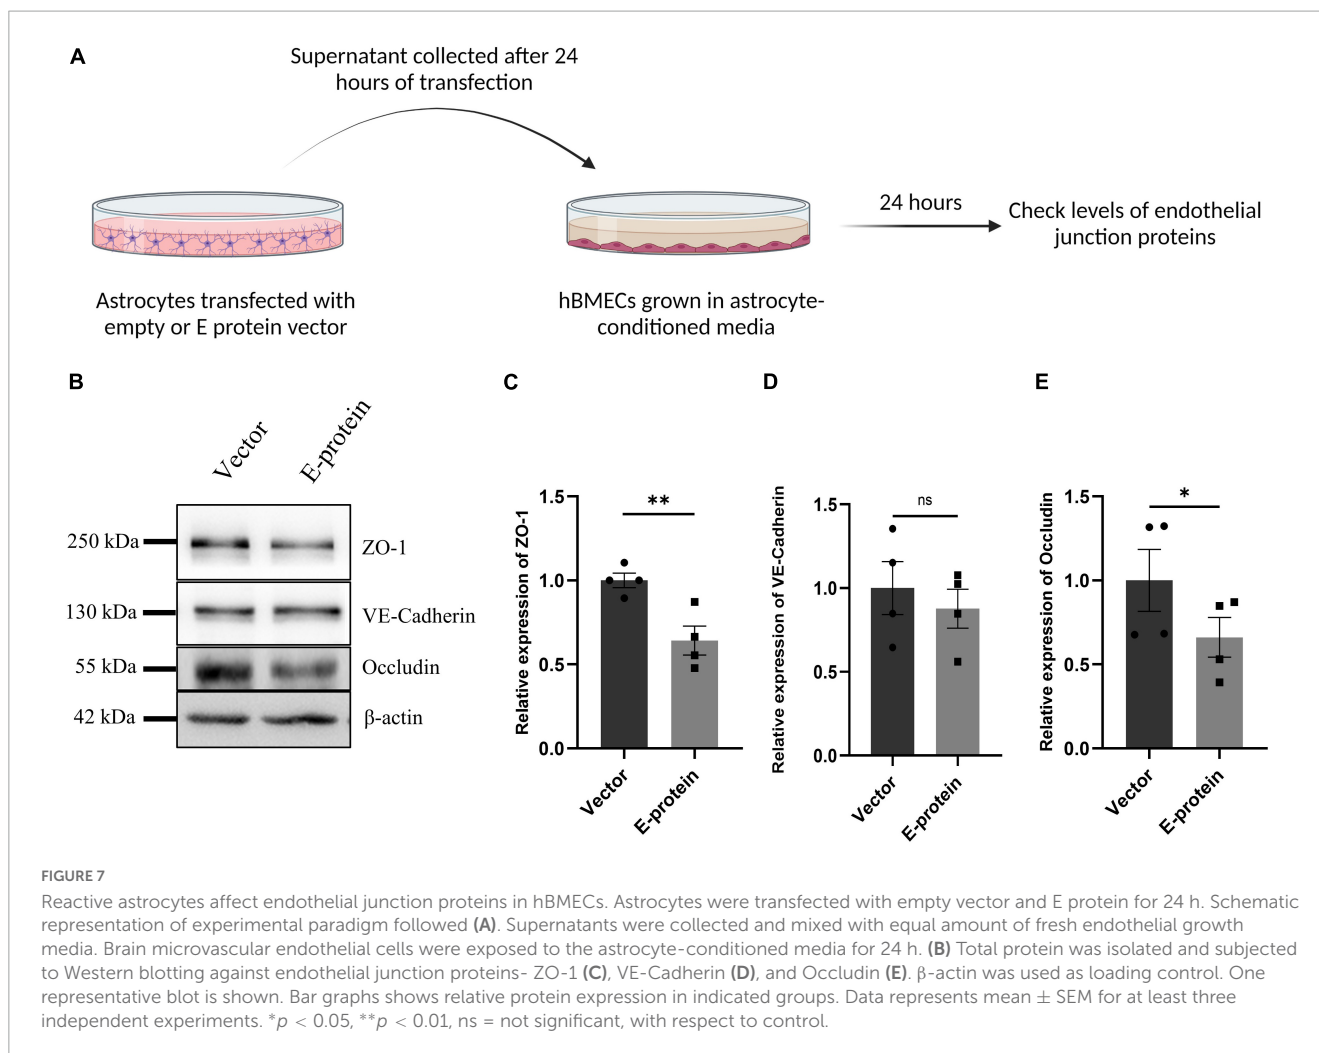 A
Supernatant collected after 24
hours of transfection
24 hours
Check levels of endothelial
junction proteins
Astrocytes transfected with
empty or E protein vector
hBMECs grown in astrocyte-
conditioned media
B
Vector
E-protein
250 kDa
ZO-1
130 kDa
VE-Cadherin
55 kDa
Occludin
42 kDa
β-actin
C
Relative expression of ZO-1
1.5
1.0
0.5
0.0
**
Vector
E-protein
D
Relative expression of VE-Cadherin
1.5
1.0
0.5
0.0
ns
Vector
E-protein
E
Relative expression of Occludin
1.5
1.0
0.5
0.0
*
Vector
E-protein
FIGURE 7
Reactive astrocytes affect endothelial junction proteins in hBMECs. Astrocytes were transfected with empty vector and E protein for 24 h. Schematic
representation of experimental paradigm followed (A). Supernatants were collected and mixed with equal amount of fresh endothelial growth
media. Brain microvascular endothelial cells were exposed to the astrocyte-conditioned media for 24 h. (B) Total protein was isolated and subjected
to Western blotting against endothelial junction proteins- ZO-1 (C), VE-Cadherin (D), and Occludin (E). β-actin was used as loading control. One
representative blot is shown. Bar graphs shows relative protein expression in indicated groups. Data represents mean ± SEM for at least three
independent experiments. *p < 0.05, **p < 0.01, ns = not significant, with respect to control.